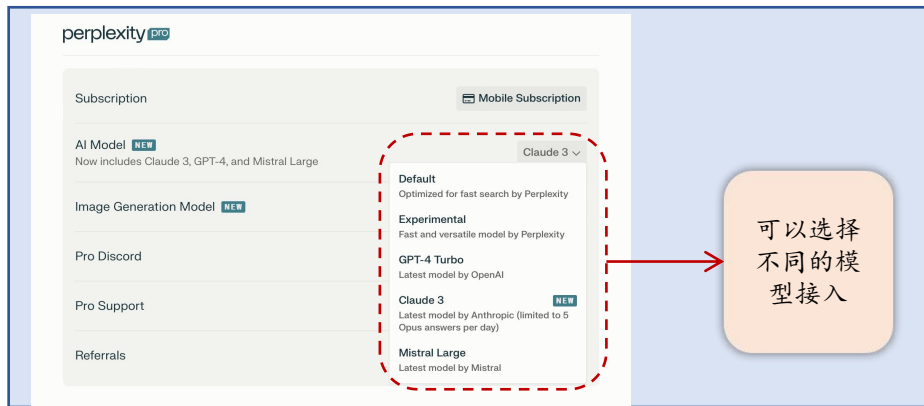 perplexity pro
Subscription
Mobile Subscription
AI Model NEW
Now includes Claude 3, GPT-4, and Mistral Large
Claude 3
Default
Optimized for fast search by Perplexity
Experimental
Fast and versatile model by Perplexity
GPT-4 Turbo
Latest model by OpenAI
Claude 3 NEW
Latest model by Anthropic (limited to 5
Opus answers per day)
Mistral Large
Latest model by Mistral
Image Generation Model NEW
Pro Discord
Pro Support
Referrals
可以选择
不同的模
型接入